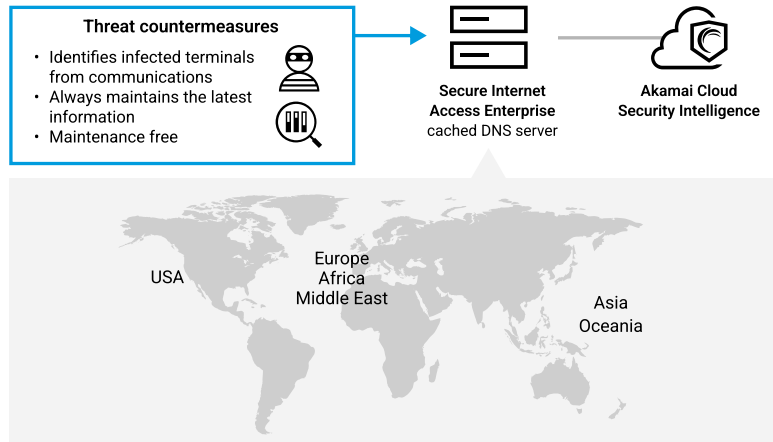 Threat countermeasures
• Identifies infected terminals
from communications
• Always maintains the latest
information
• Maintenance free
Secure Internet
Access Enterprise
cached DNS server
Akamai Cloud
Security Intelligence
USA
Europe
Africa
Middle East
Asia
Oceania